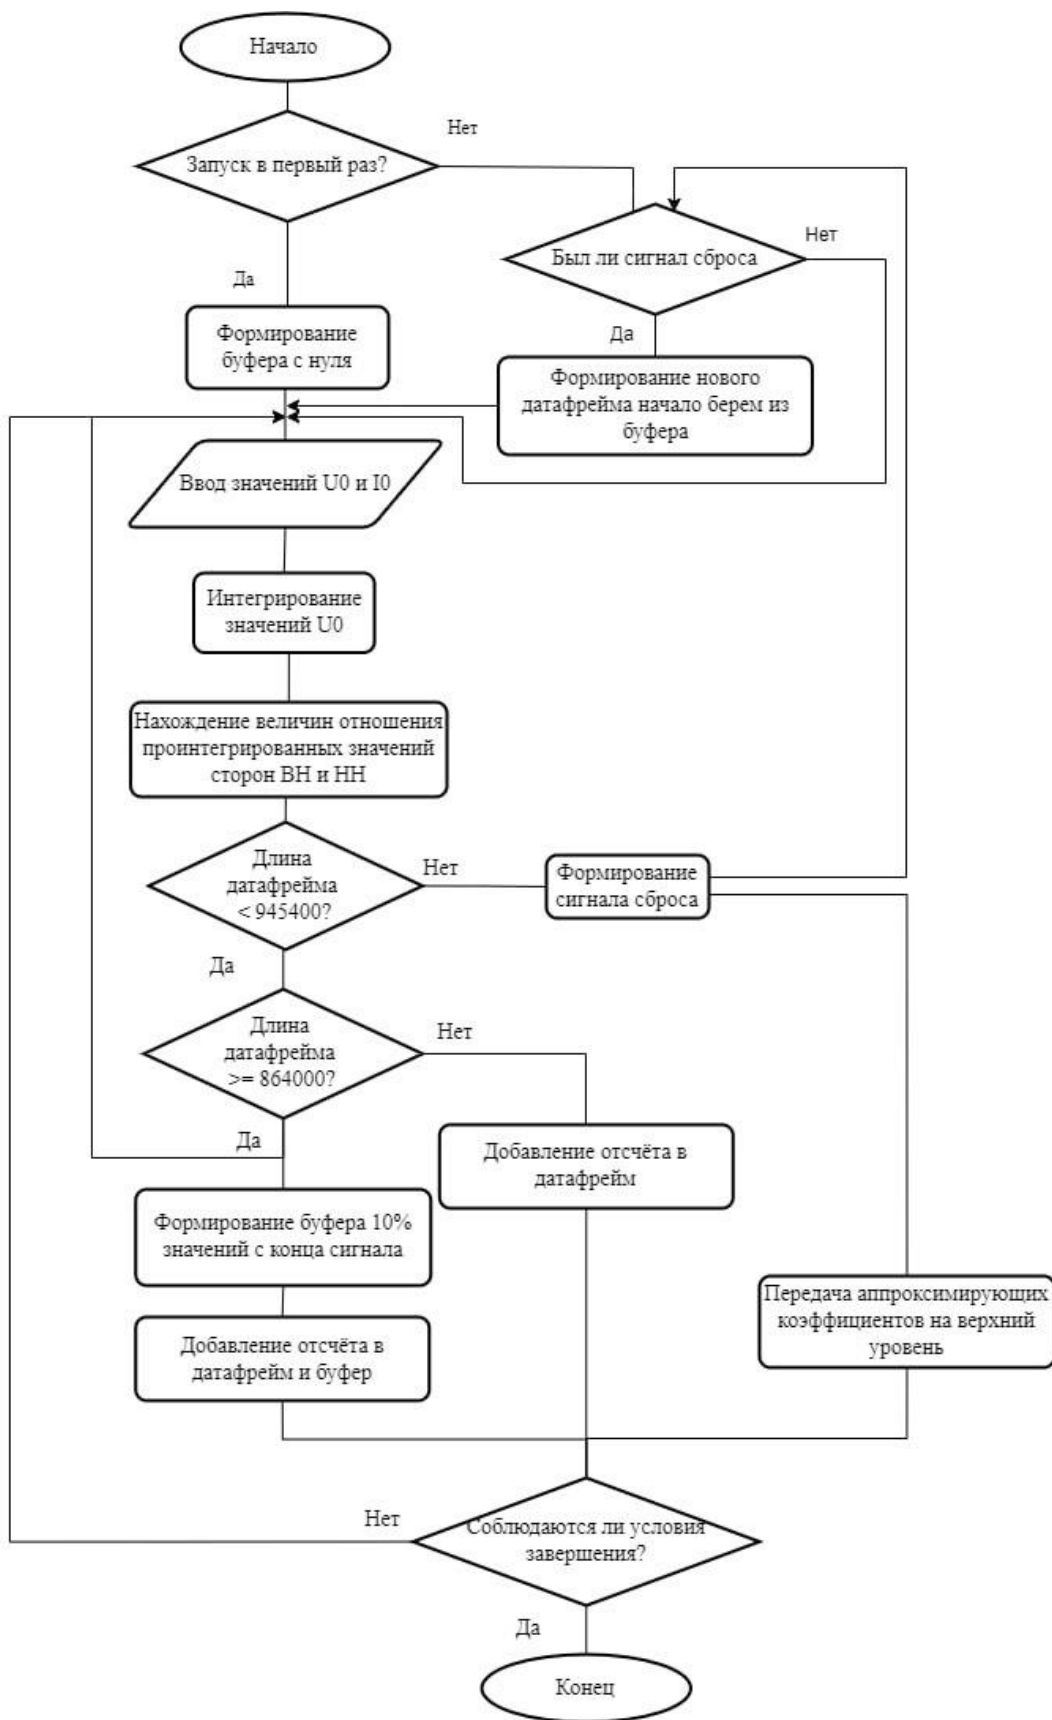 Начало
Нет
Запуск в первый раз?
Нет
Был ли сигнал сброса
Да
Да
Формирование
буфера с нуля
Формирование нового
датафрейма начало берем из
буфера
Ввод значений U0 и I0
Интегрирование
значений U0
Нахождение величин отношения
проинтегрированных значений
сторон ВН и НН
Длина
датафрейма
< 945400?
Нет
Формирование
сигнала сброса
Да
Длина
датафрейма
>= 864000?
Нет
Да
Добавление отсчёта в
датафрейм
Формирование буфера 10%
значений с конца сигнала
Передача аппроксимирующих
коэффициентов на верхний
уровень
Добавление отсчёта в
датафрейм и буфер
Нет
Соблюдаются ли условия
завершения?
Да
Конец